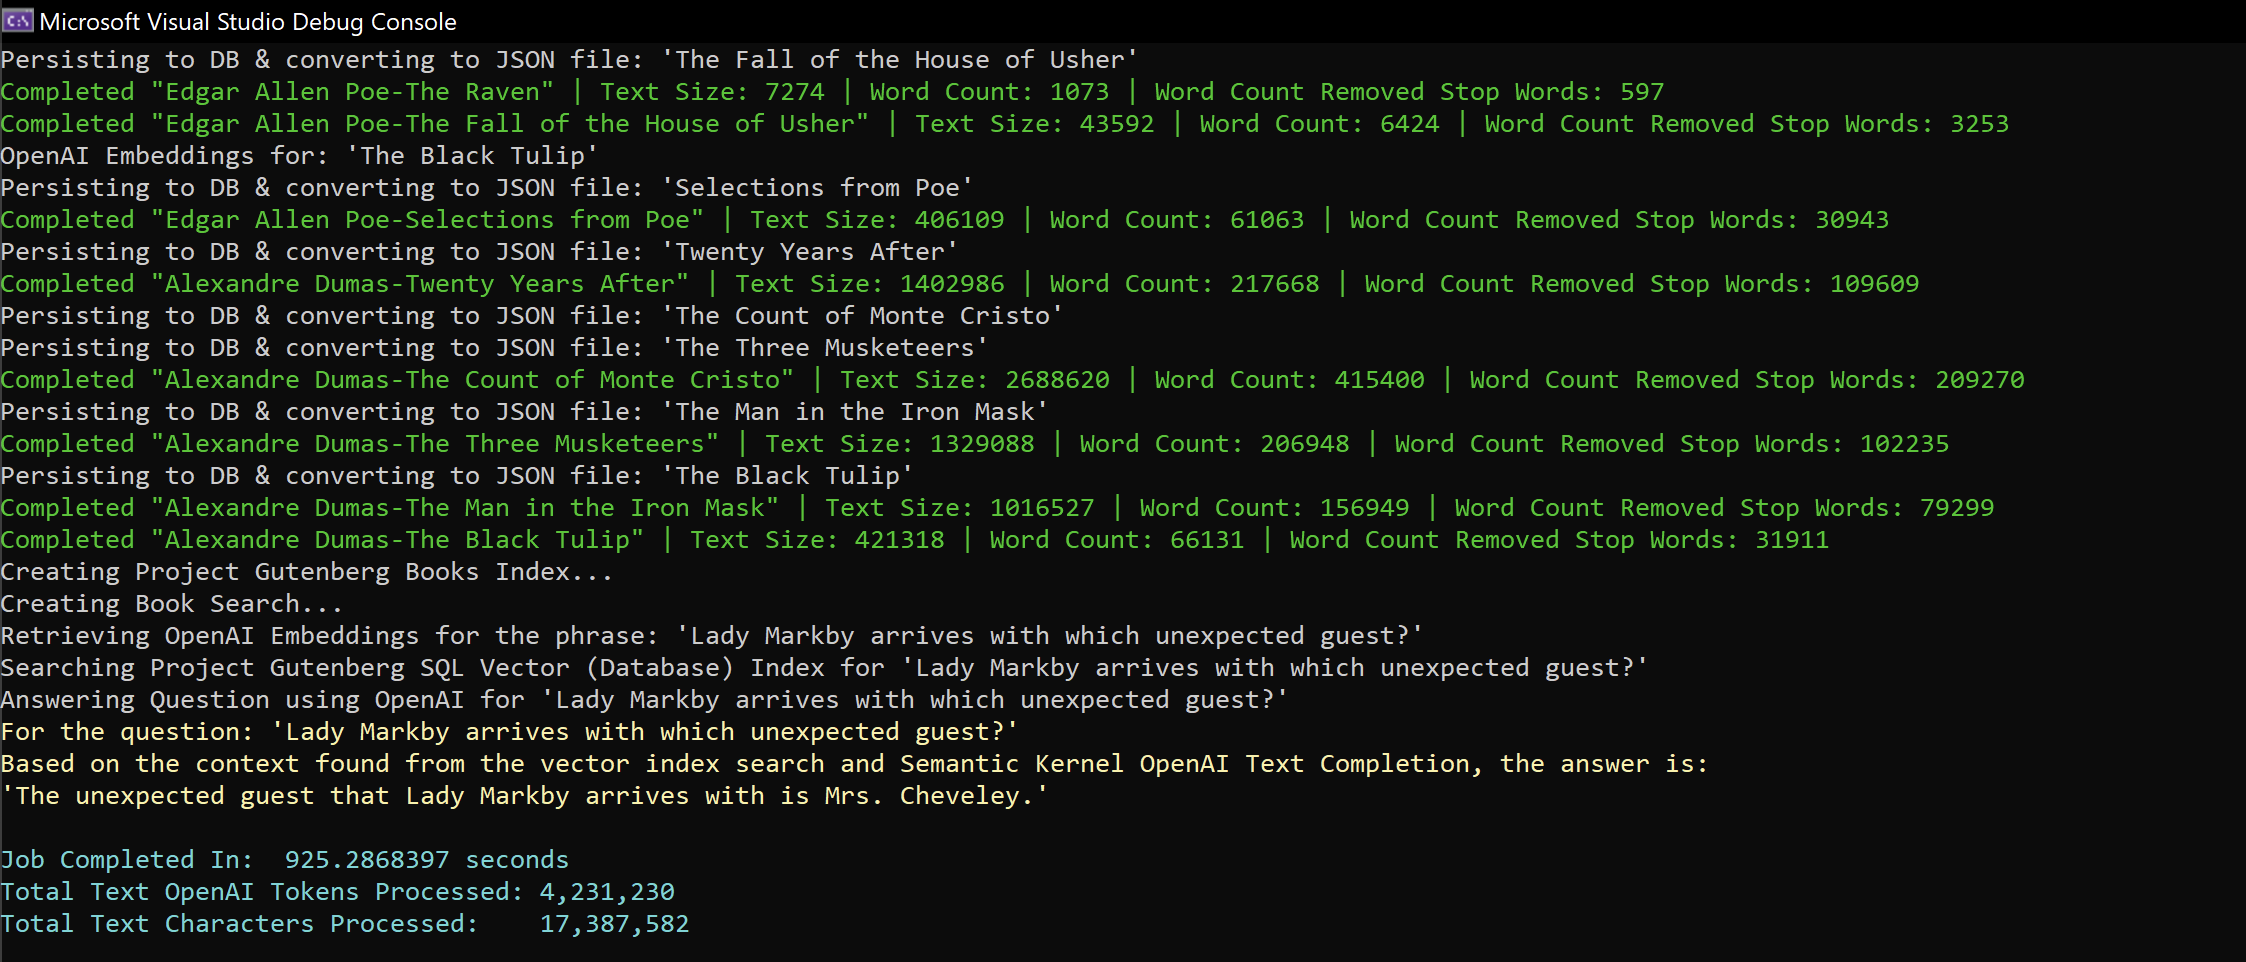 C:\ Microsoft Visual Studio Debug Console
Persisting to DB & converting to JSON file: 'The Fall of the House of Usher'
Completed "Edgar Allen Poe-The Raven" | Text Size: 7274 | Word Count: 1073 | Word Count Removed Stop Words: 597
Completed "Edgar Allen Poe-The Fall of the House of Usher" | Text Size: 43592 | Word Count: 6424 | Word Count Removed Stop Words: 3253
OpenAI Embeddings for: 'The Black Tulip'
Persisting to DB & converting to JSON file: 'Selections from Poe'
Completed "Edgar Allen Poe-Selections from Poe" | Text Size: 406109 | Word Count: 61063 | Word Count Removed Stop Words: 30943
Persisting to DB & converting to JSON file: 'Twenty Years After'
Completed "Alexandre Dumas-Twenty Years After" | Text Size: 1402986 | Word Count: 217668 | Word Count Removed Stop Words: 109609
Persisting to DB & converting to JSON file: 'The Count of Monte Cristo'
Persisting to DB & converting to JSON file: 'The Three Musketeers'
Completed "Alexandre Dumas-The Count of Monte Cristo" | Text Size: 2688620 | Word Count: 415400 | Word Count Removed Stop Words: 209270
Persisting to DB & converting to JSON file: 'The Man in the Iron Mask'
Completed "Alexandre Dumas-The Three Musketeers" | Text Size: 1329088 | Word Count: 206948 | Word Count Removed Stop Words: 102235
Persisting to DB & converting to JSON file: 'The Black Tulip'
Completed "Alexandre Dumas-The Man in the Iron Mask" | Text Size: 1016527 | Word Count: 156949 | Word Count Removed Stop Words: 79299
Completed "Alexandre Dumas-The Black Tulip" | Text Size: 421318 | Word Count: 66131 | Word Count Removed Stop Words: 31911
Creating Project Gutenberg Books Index...
Creating Book Search...
Retrieving OpenAI Embeddings for the phrase: 'Lady Markby arrives with which unexpected guest?'
Searching Project Gutenberg SQL Vector (Database) Index for 'Lady Markby arrives with which unexpected guest?'
Answering Question using OpenAI for 'Lady Markby arrives with which unexpected guest?'
For the question: 'Lady Markby arrives with which unexpected guest?'
Based on the context found from the vector index search and Semantic Kernel OpenAI Text Completion, the answer is:
'The unexpected guest that Lady Markby arrives with is Mrs. Cheveley.'
Job Completed In:  925.2868397 seconds
Total Text OpenAI Tokens Processed: 4,231,230
Total Text Characters Processed:    17,387,582